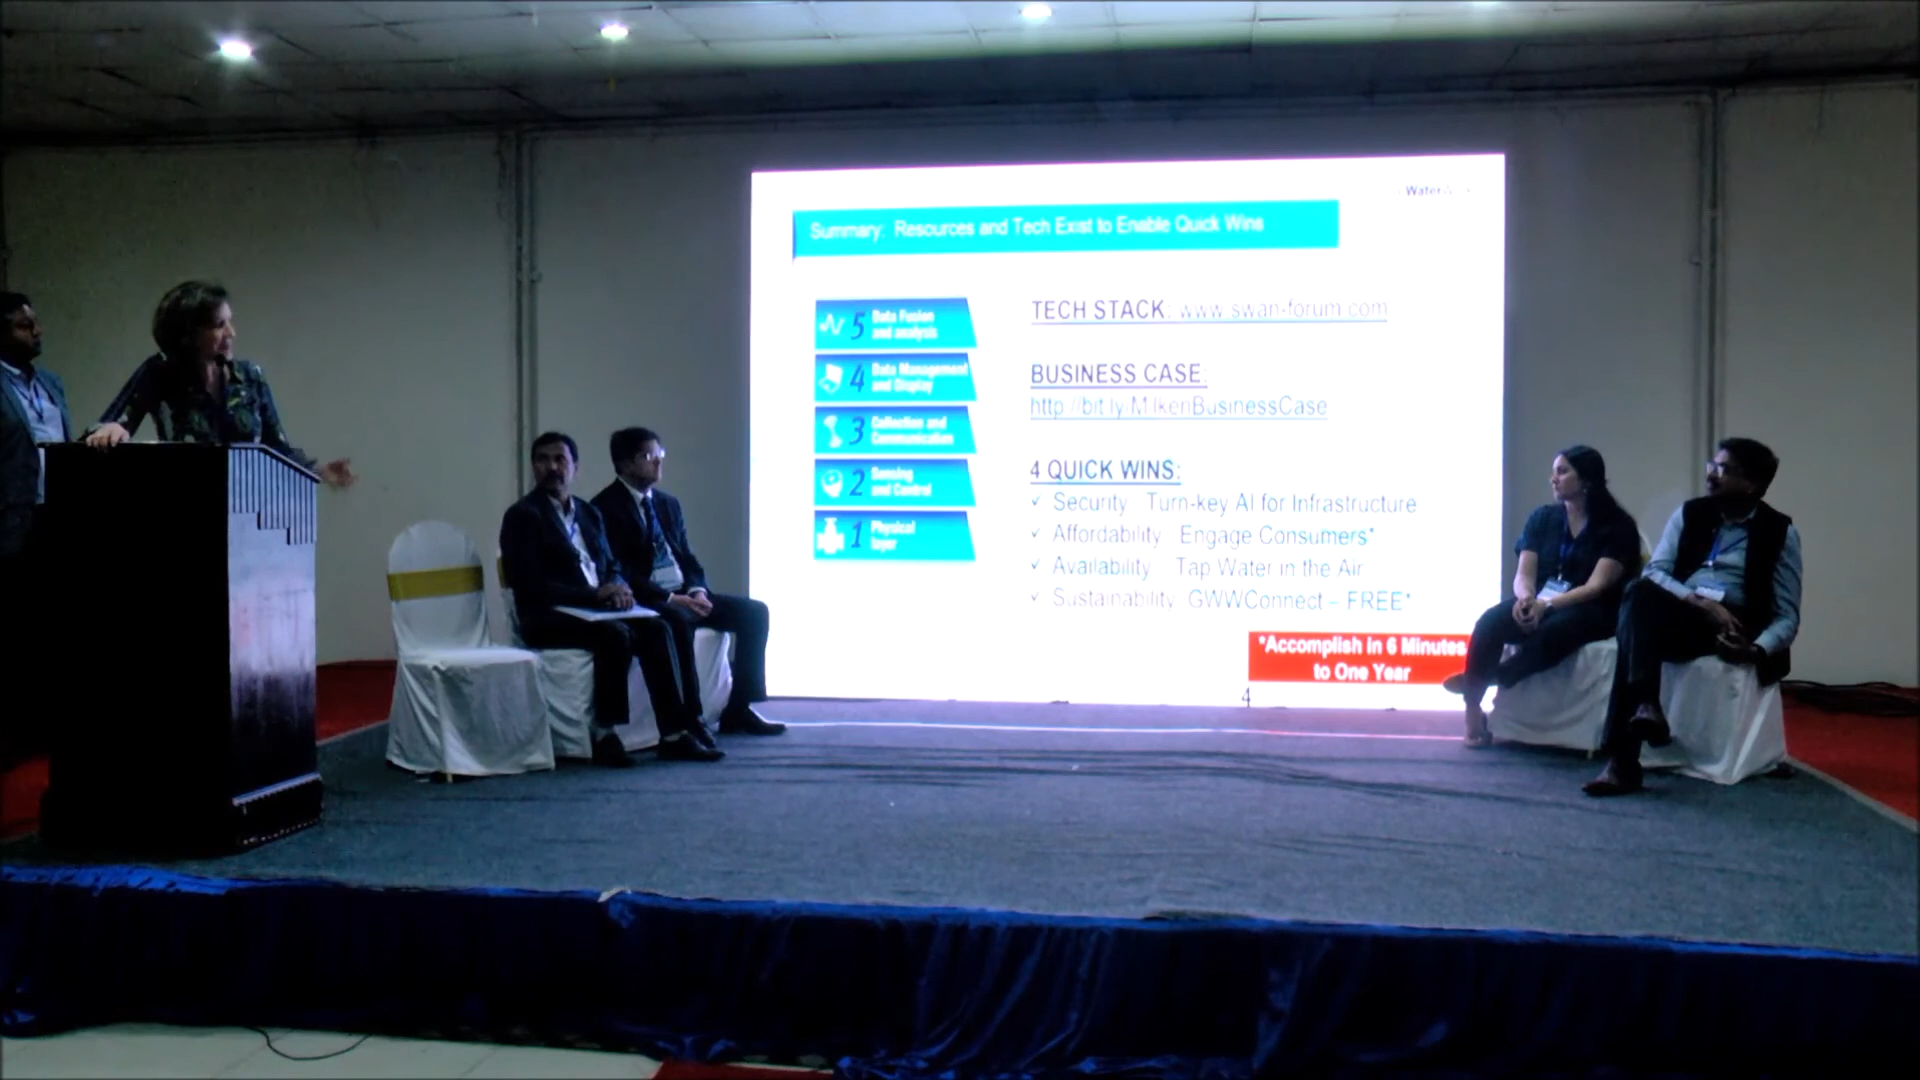 Water
Summary: Resources and Tech Exist to Enable Quick Wins
5 Data Fusion
and analysis
4 Data Management
and Display
3 Collection and
Communication
2 Sensing
and Control
1 Physical
layer
TECH STACK: www.swan-forum.com
BUSINESS CASE:
http://bit.ly/MilkenBusinessCase
4 QUICK WINS:
✓ Security: Turn-key AI for Infrastructure
✓ Affordability: Engage Consumers*
✓ Availability: Tap Water in the Air
✓ Sustainability: GWWConnect – FREE*
*Accomplish in 6 Minutes
to One Year
4